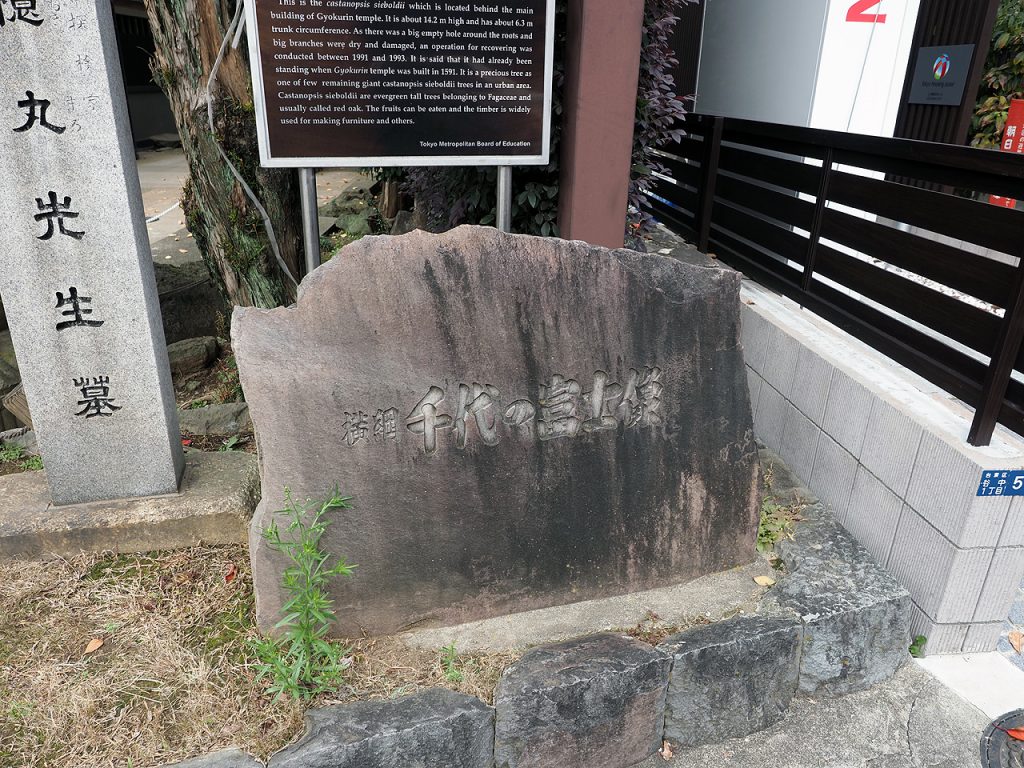 億丸光生墓
This is the castanopsis sieboldii which is located behind the main
building of Gyokurin temple. It is about 14.2 m high and has about 6.3 m
trunk circumference. As there was a big empty hole around the roots and
big branches were dry and damaged, an operation for recovering was
conducted between 1991 and 1993. It is said that it had already been
standing when Gyokurin temple was built in 1591. It is a precious tree as
one of few remaining giant castanopsis sieboldii trees in an urban area.
Castanopsis sieboldii are evergreen tall trees belonging to Fagaceae and
usually called red oak. The fruits can be eaten and the timber is widely
used for making furniture and others.
Tokyo Metropolitan Board of Education
横綱 千代の富士像
2
朝日
台東区
谷中
1丁目
5